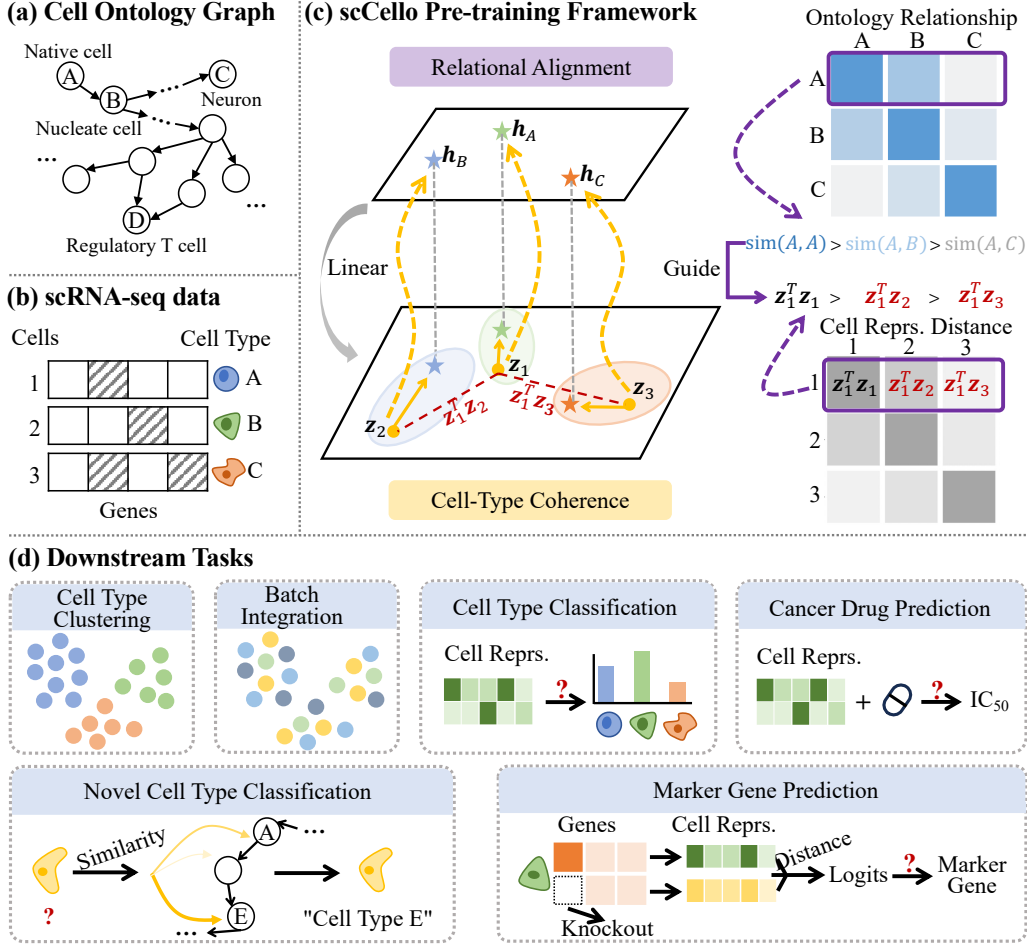 (a) Cell Ontology Graph
Native cell
A
B
C
Neuron
Nucleate cell
...
...
D
Regulatory T cell
(b) scRNA-seq data
Cells
Cell Type
1
A
2
B
3
C
Genes
(c) scCello Pre-training Framework
Relational Alignment
h_B
h_A
h_C
Linear
z_1
z_2
z_3
z_1^T z_2
z_1^T z_3
Cell-Type Coherence
Ontology Relationship
A B C
A
B
C
sim(A, A) > sim(A, B) > sim(A, C)
Guide
z_1^T z_1 > z_1^T z_2 > z_1^T z_3
Cell Reprs. Distance
1 2 3
1 z_1^T z_1 z_1^T z_2 z_1^T z_3
2
3
(d) Downstream Tasks
Cell Type
Clustering
Batch
Integration
Cell Type Classification
Cell Reprs.
?
Cancer Drug Prediction
Cell Reprs.
+
?
IC50
Novel Cell Type Classification
Similarity
?
A
...
E
...
"Cell Type E"
Marker Gene Prediction
Genes
Cell Reprs.
Distance
Logits
?
Marker
Gene
Knockout